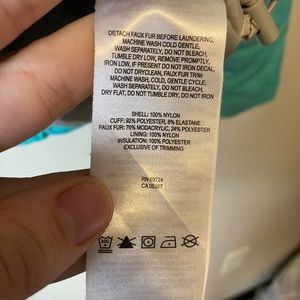 DETACH FAUX FUR BEFORE LAUNDERING,
MACHINE WASH COLD GENTLE,
WASH SEPARATELY, DO NOT BLEACH,
TUMBLE DRY LOW, REMOVE PROMPTLY,
IRON LOW, IF PRESENT DO NOT IRON DECAL,
DO NOT DRYCLEAN, FAUX FUR TRIM:
MACHINE WASH, COLD, GENTLE CYCLE,
WASH SEPARATELY, DO NOT BLEACH,
DRY FLAT, DO NOT TUMBLE DRY, DO NOT IRON
SHELL: 100% NYLON
CUFF: 92% POLYESTER, 8% ELASTANE
FAUX FUR: 76% MODACRYLIC, 24% POLYESTER
LINING: 100% NYLON
INSULATION: 100% POLYESTER
EXCLUSIVE OF TRIMMING
RN 69724
CA 05367